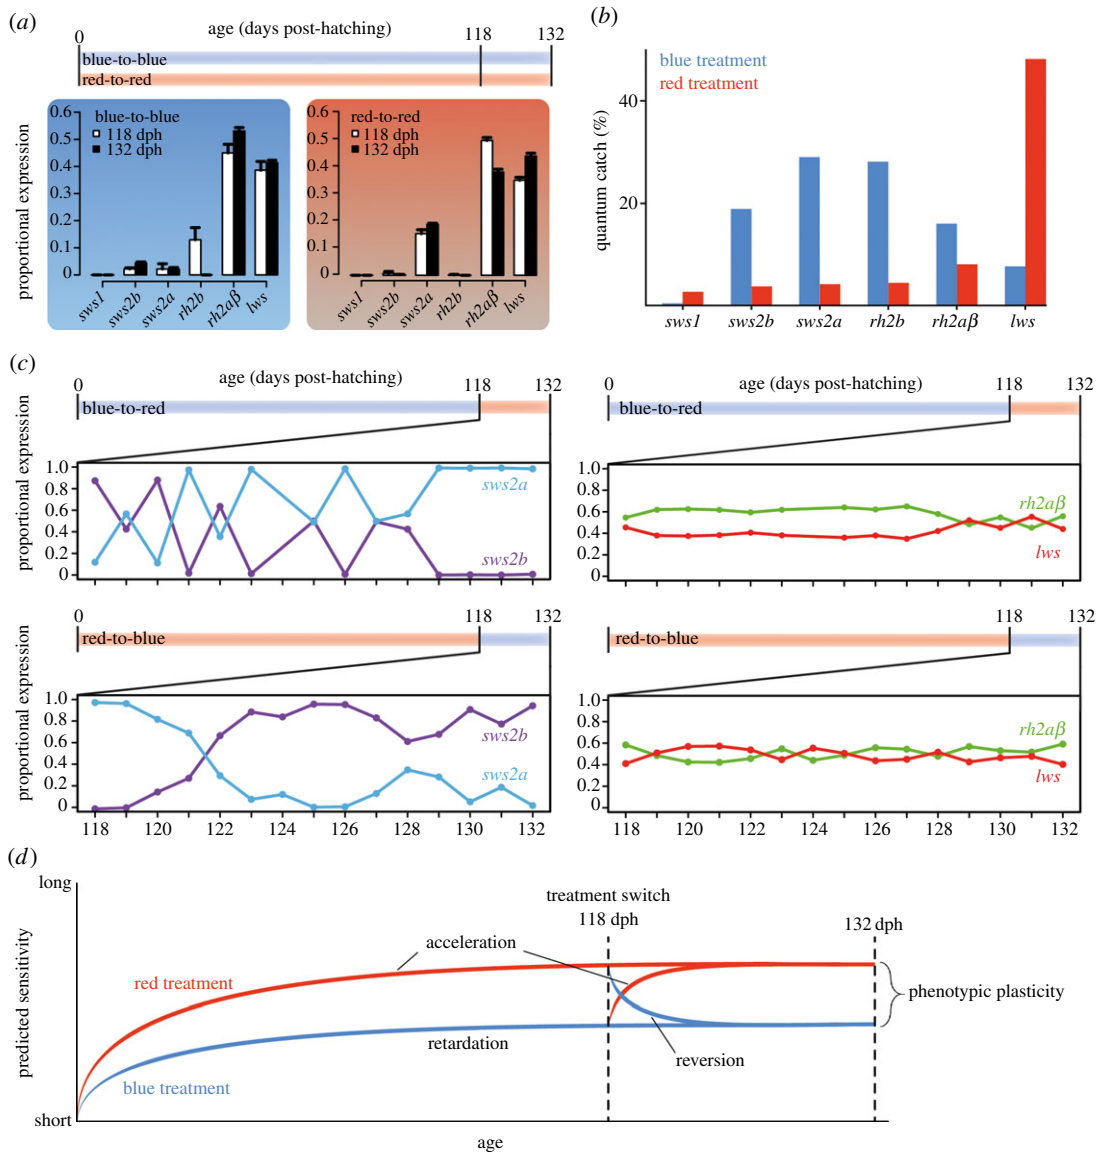 (a)
age (days post-hatching)
0 118 132
blue-to-blue
red-to-red
proportional expression
0.6
0.5
0.4
0.3
0.2
0.1
0
blue-to-blue
118 dph
132 dph
sws1 sws2b sws2a rh2b rh2aβ lws
0.6
0.5
0.4
0.3
0.2
0.1
0
red-to-red
118 dph
132 dph
sws1 sws2b sws2a rh2b rh2aβ lws
(b)
quantum catch (%)
40
20
blue treatment
red treatment
sws1 sws2b sws2a rh2b rh2aβ lws
(c)
age (days post-hatching)
0 118 132
blue-to-red
proportional expression
1.0
0.8
0.6
0.4
0.2
0
sws2a
sws2b
age (days post-hatching)
0 118 132
blue-to-red
1.0
0.8
0.6
0.4
0.2
0
rh2aβ
lws
0 118 132
red-to-blue
proportional expression
1.0
0.8
0.6
0.4
0.2
0
sws2b
sws2a
118 120 122 124 126 128 130 132
0 118 132
red-to-blue
1.0
0.8
0.6
0.4
0.2
0
rh2aβ
lws
118 120 122 124 126 128 130 132
(d)
long
predicted sensitivity
short
treatment switch
118 dph
132 dph
acceleration
red treatment
phenotypic plasticity
retardation
reversion
blue treatment
age